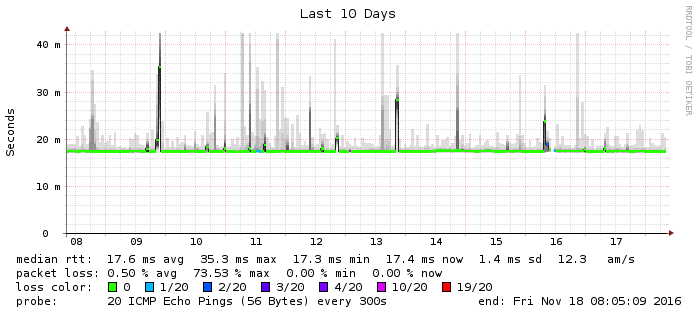 Last 10 Days
RRDTOOL / TOBI OETIKER
Seconds
40 m
30 m
20 m
10 m
0
08 09 10 11 12 13 14 15 16 17
median rtt: 17.6 ms avg 35.3 ms max 17.3 ms min 17.4 ms now 1.4 ms sd 12.3 am/s
packet loss: 0.50 % avg 73.53 % max 0.00 % min 0.00 % now
loss color: 0 1/20 2/20 3/20 4/20 10/20 19/20
probe: 20 ICMP Echo Pings (56 Bytes) every 300s end: Fri Nov 18 08:05:09 2016